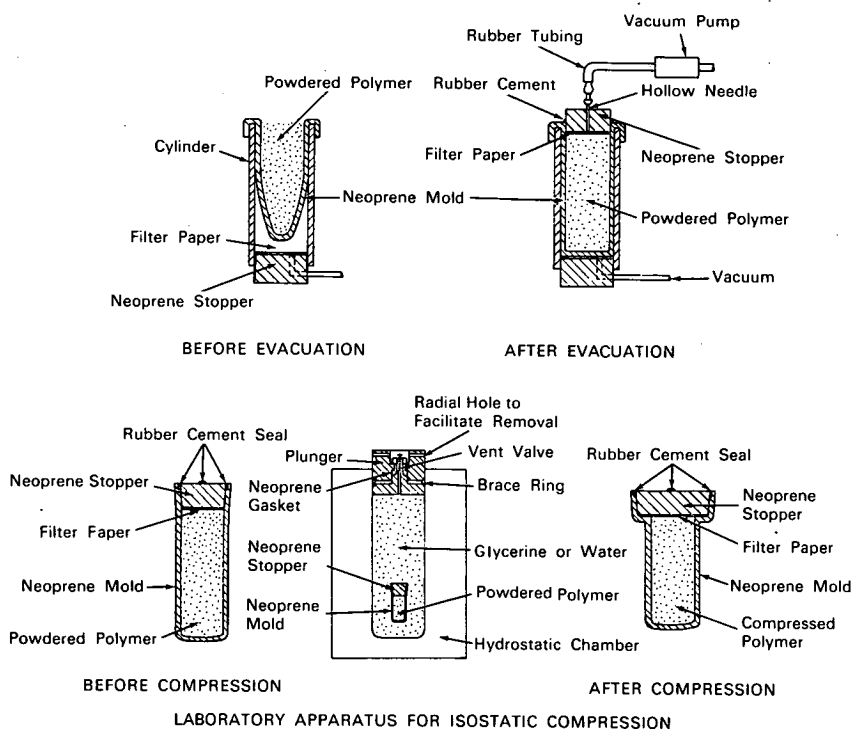 Powdered Polymer
Cylinder
Filter Paper
Neoprene Stopper
Neoprene Mold
BEFORE EVACUATION
Vacuum Pump
Rubber Tubing
Rubber Cement
Hollow Needle
Filter Paper
Neoprene Stopper
Powdered Polymer
Vacuum
AFTER EVACUATION
Rubber Cement Seal
Neoprene Stopper
Filter Faper
Neoprene Mold
Powdered Polymer
BEFORE COMPRESSION
Radial Hole to
Facilitate Removal
Plunger
Vent Valve
Neoprene
Gasket
Brace Ring
Neoprene
Stopper
Glycerine or Water
Neoprene
Mold
Powdered Polymer
Hydrostatic Chamber
Rubber Cement Seal
Neoprene
Stopper
Filter Paper
Neoprene Mold
Compressed
Polymer
AFTER COMPRESSION
LABORATORY APPARATUS FOR ISOSTATIC COMPRESSION